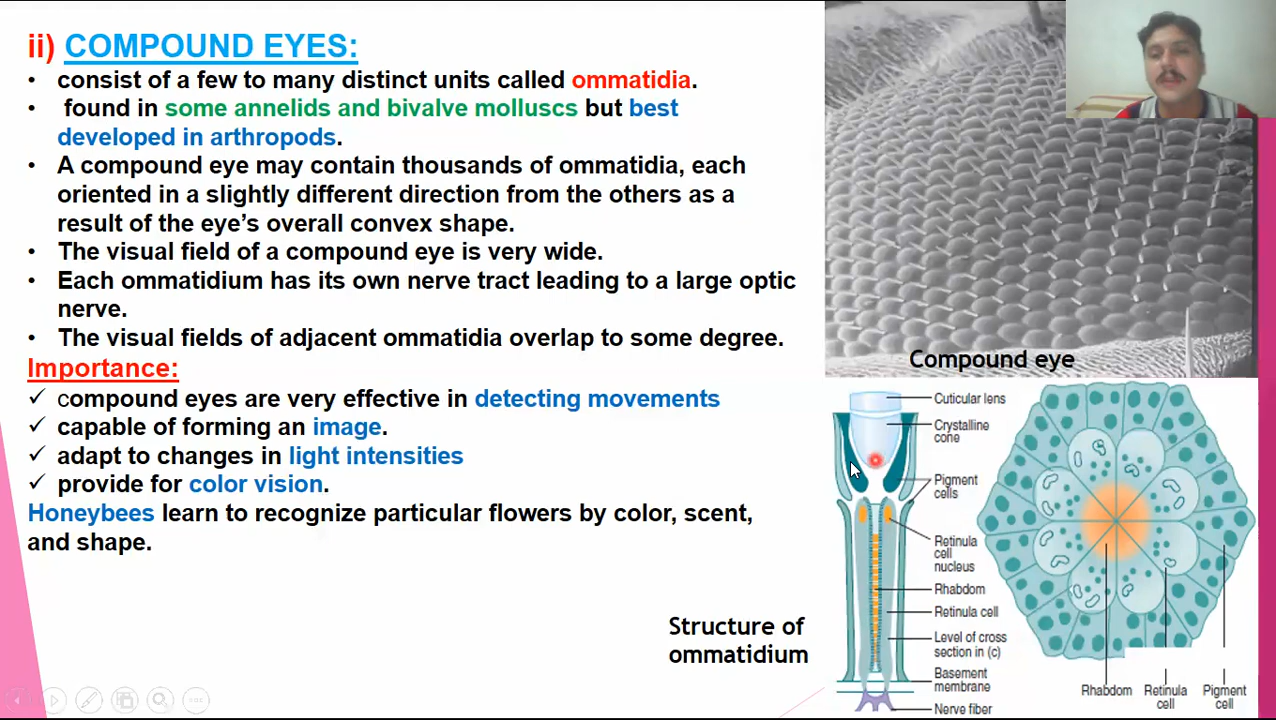 ii) COMPOUND EYES:
• consist of a few to many distinct units called ommatidia.
• found in some annelids and bivalve molluscs but best
developed in arthropods.
• A compound eye may contain thousands of ommatidia, each
oriented in a slightly different direction from the others as a
result of the eye's overall convex shape.
• The visual field of a compound eye is very wide.
• Each ommatidium has its own nerve tract leading to a large optic
nerve.
• The visual fields of adjacent ommatidia overlap to some degree.
Importance:
✓ compound eyes are very effective in detecting movements
✓ capable of forming an image.
✓ adapt to changes in light intensities
✓ provide for color vision.
Honeybees learn to recognize particular flowers by color, scent,
and shape.
Compound eye
Structure of
ommatidium
Cuticular lens
Crystalline
cone
Pigment
cells
Retinula
cell
nucleus
Rhabdom
Retinula cell
Level of cross
section in (c)
Basement
membrane
Nerve fiber
Rhabdom
Retinula
cell
Pigment
cell